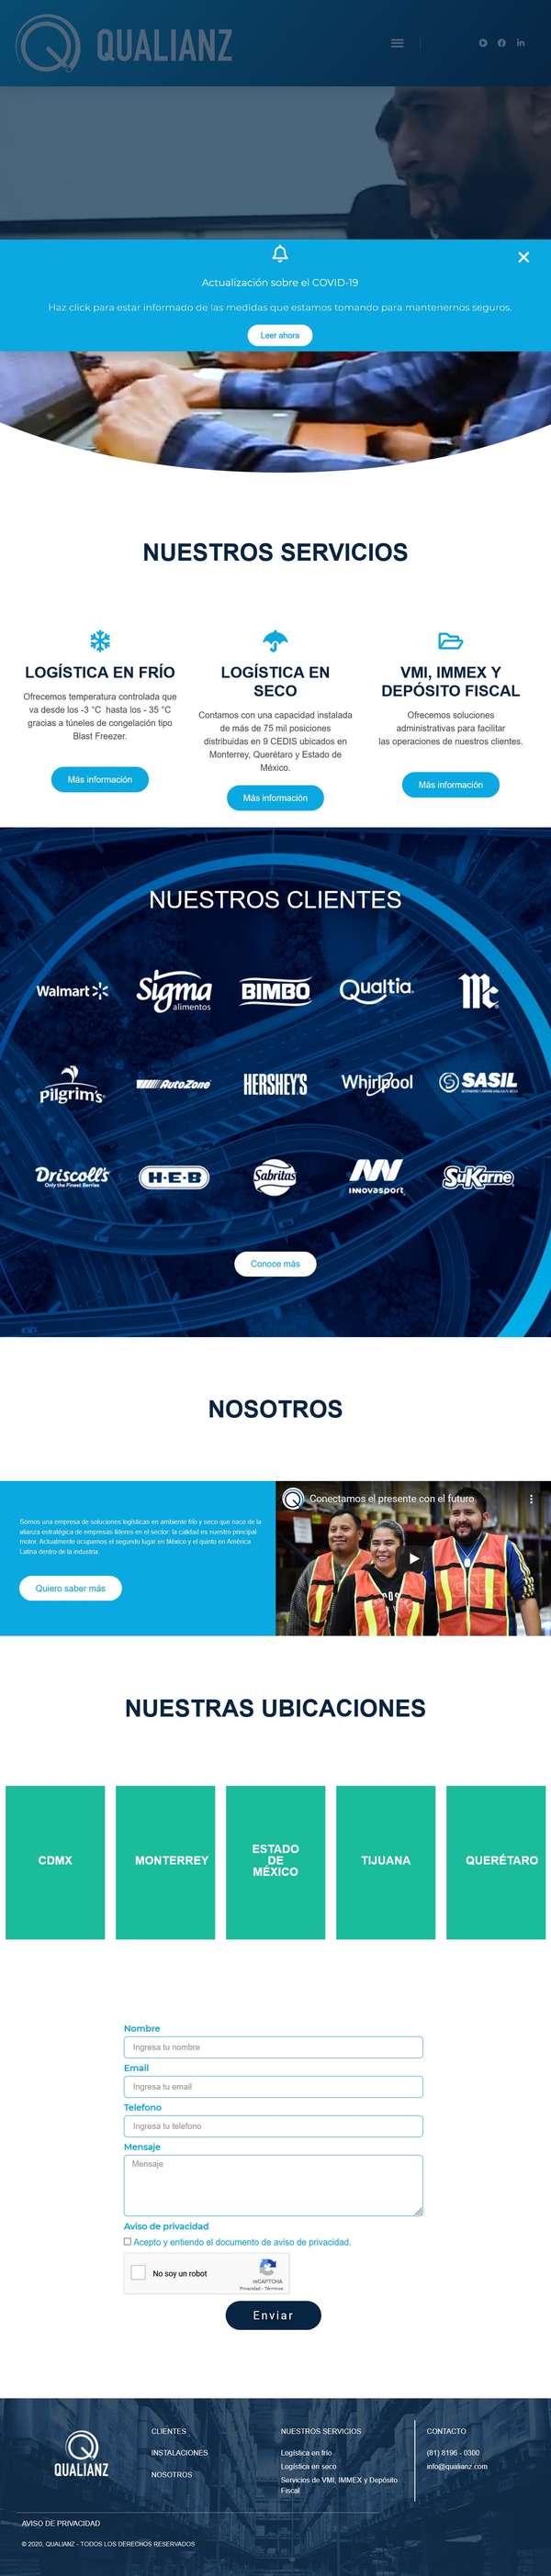 QUALIANZ
Actualización sobre el COVID-19
Haz click para estar informado de las medidas que estamos tomando para mantenernos seguros.
Leer ahora
NUESTROS SERVICIOS
LOGÍSTICA EN FRÍO
Ofrecemos temperatura controlada que
va desde los -3 °C hasta los - 35 °C
gracias a túneles de congelación tipo
Blast Freezer.
Más información
LOGÍSTICA EN
SECO
Contamos con una capacidad instalada
de más de 75 mil posiciones
distribuidas en 9 CEDIS ubicados en
Monterrey, Querétaro y Estado de
México.
Más información
VMI, IMMEX Y
DEPÓSITO FISCAL
Ofrecemos soluciones
administrativas para facilitar
las operaciones de nuestros clientes.
Más información
NUESTROS CLIENTES
Walmart
Sigma
alimentos
BIMBO
Qualtia
Mc
Pilgrim's
AutoZone
HERSHEY'S
Whirlpool
SASIL
Driscoll's
Only the Finest Berries
H-E-B
Sabritas
INNOVASPORT
SuKarne
Conoce más
NOSOTROS
Somos una empresa de soluciones logísticas en ambiente frío y seco que nace de la
alianza estratégica de empresas líderes en el sector: la calidad es nuestro principal
motor. Actualmente ocupamos el segundo lugar en México y el quinto en América
Latina dentro de la industria.
Quiero saber más
Conectamos el presente con el futuro
NUESTRAS UBICACIONES
CDMX
MONTERREY
ESTADO
DE
MÉXICO
TIJUANA
QUERÉTARO
Nombre
Ingresa tu nombre
Email
Ingresa tu email
Telefono
Ingresa tu telefono
Mensaje
Mensaje
Aviso de privacidad
Acepto y entiendo el documento de aviso de privacidad.
No soy un robot
reCAPTCHA
Privacidad - Términos
Enviar
QUALIANZ
CLIENTES
INSTALACIONES
NOSOTROS
NUESTROS SERVICIOS
Logística en frío
Logística en seco
Servicios de VMI, IMMEX y Depósito
Fiscal
CONTACTO
(81) 8196 - 0300
info@qualianz.com
AVISO DE PRIVACIDAD
© 2020, QUALIANZ - TODOS LOS DERECHOS RESERVADOS